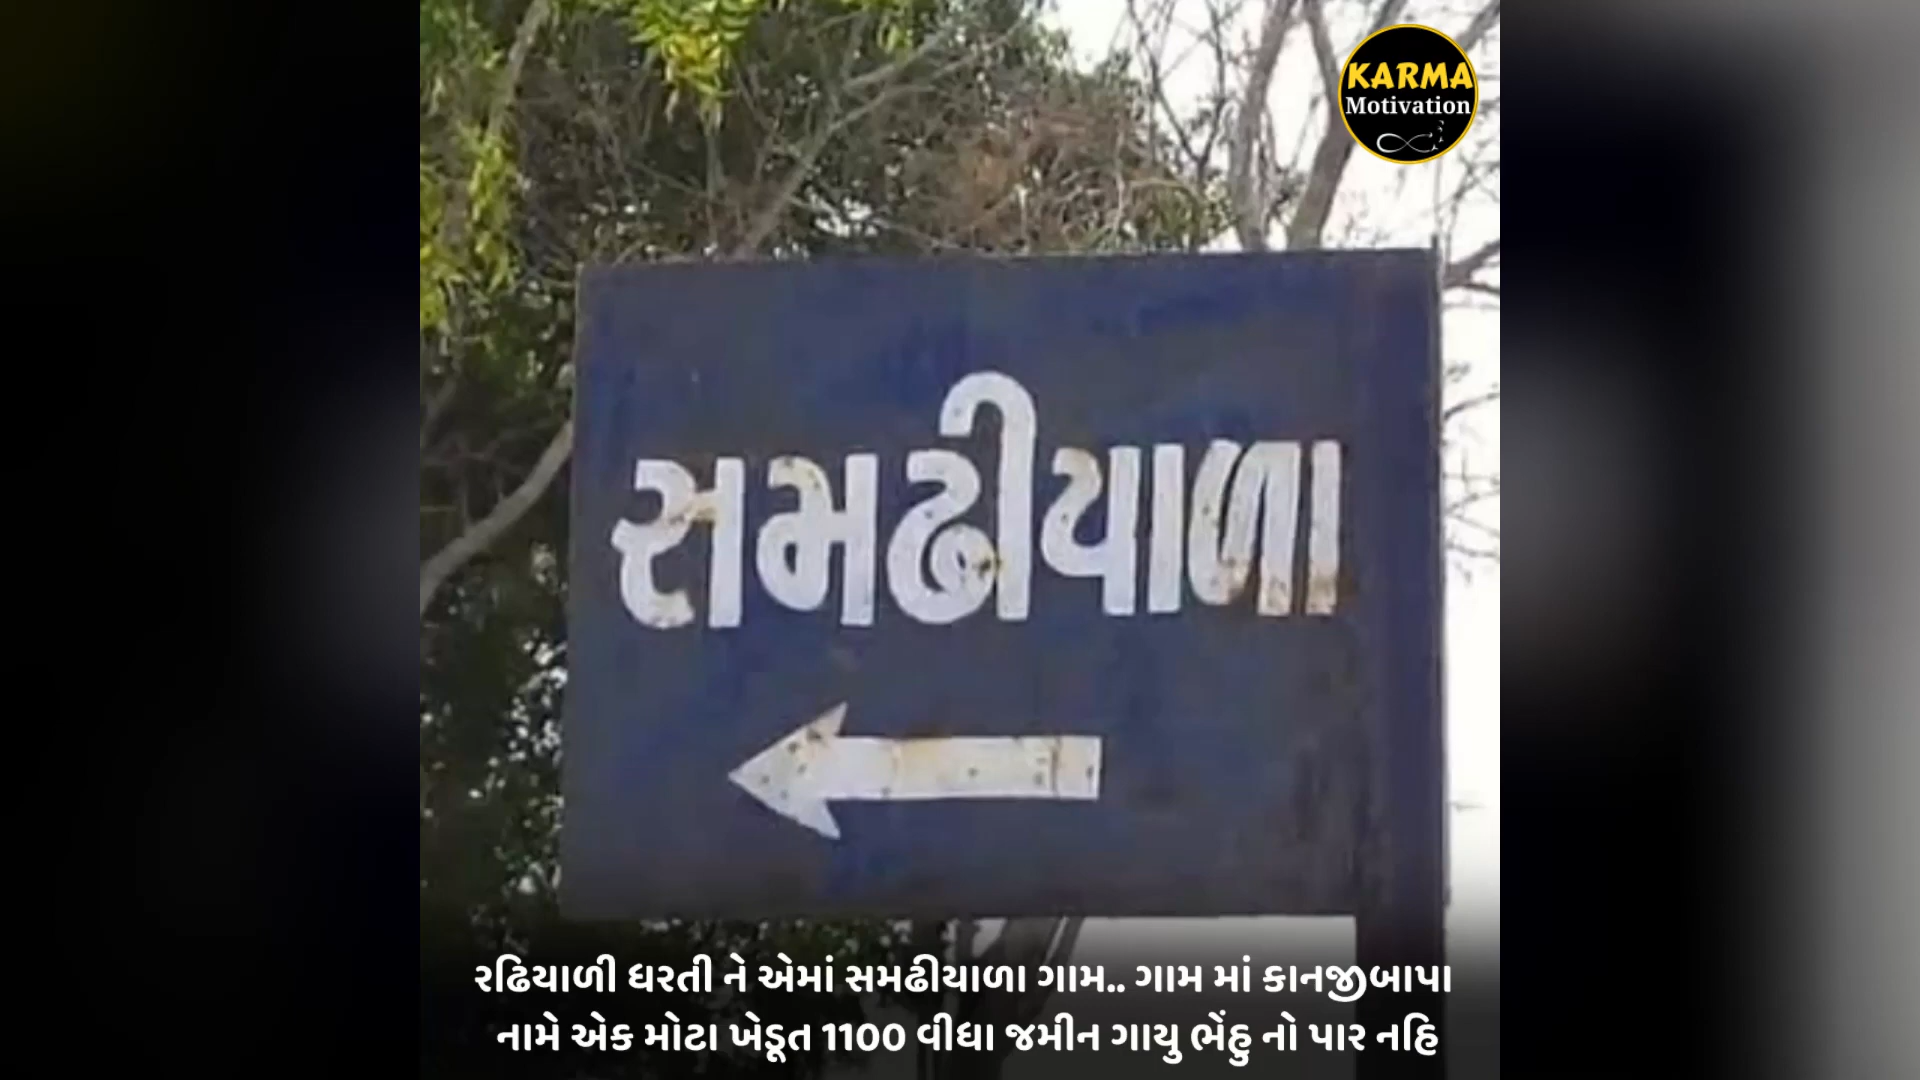 KARMA
Motivation
સમઢીયાળા
રઢિયાળી ધરતી ને એમાં સમઢીયાળા ગામ.. ગામ માં કાનજીબાપા
નામે એક મોટા ખેડૂત 1100 વીઘા જમીન ગાયુ ભેંહુ નો પાર નહિ